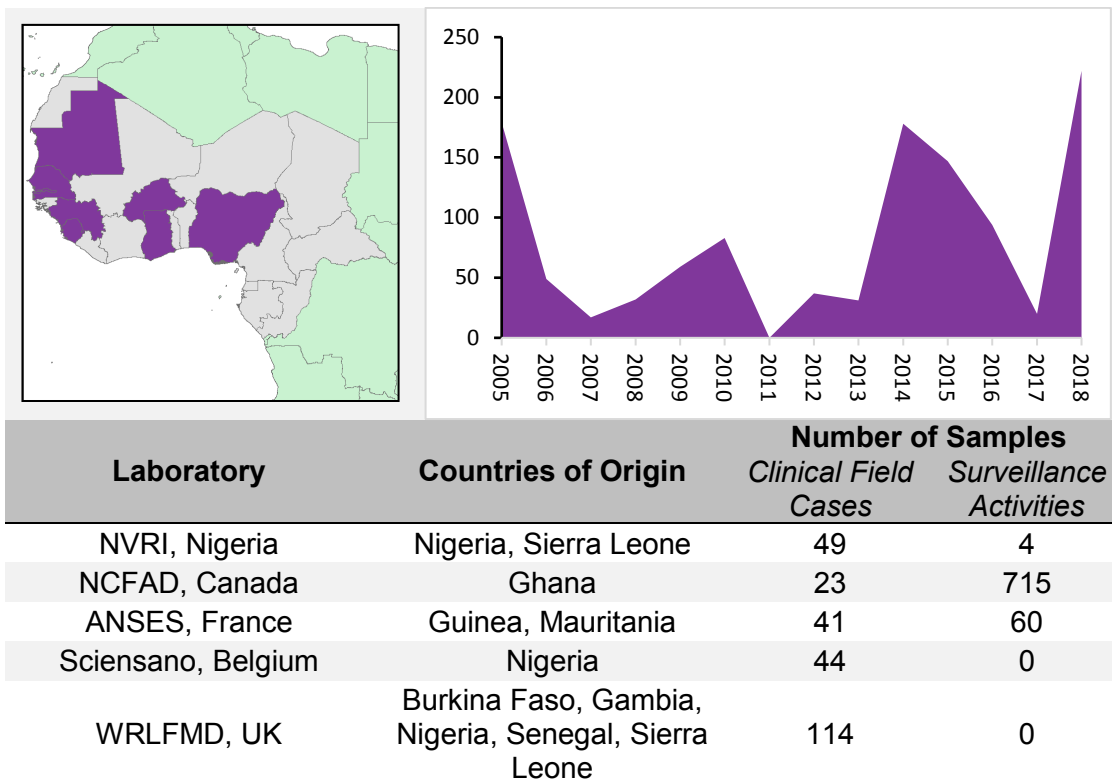 250
200
150
100
50
0
2005
2006
2007
2008
2009
2010
2011
2012
2013
2014
2015
2016
2017
2018
Number of Samples
Laboratory Countries of Origin Clinical Field Surveillance
Cases Activities
NVRI, Nigeria Nigeria, Sierra Leone 49 4
NCFAD, Canada Ghana 23 715
ANSES, France Guinea, Mauritania 41 60
Sciensano, Belgium Nigeria 44 0
Burkina Faso, Gambia,
WRLFMD, UK Nigeria, Senegal, Sierra 114 0
Leone